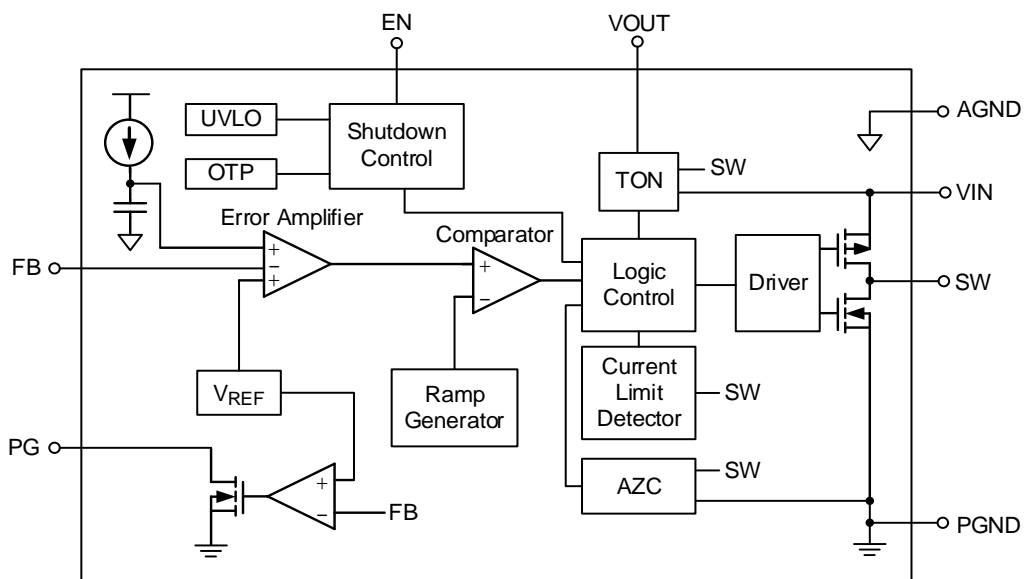 EN
VOUT
UVLO
Shutdown
Control
AGND
OTP
TON
SW
VIN
Error Amplifier
Comparator
+
−
+
+
−
FB
Logic
Control
Driver
SW
VREF
Ramp
Generator
Current
Limit
Detector
SW
PG
+
−
FB
AZC
SW
PGND